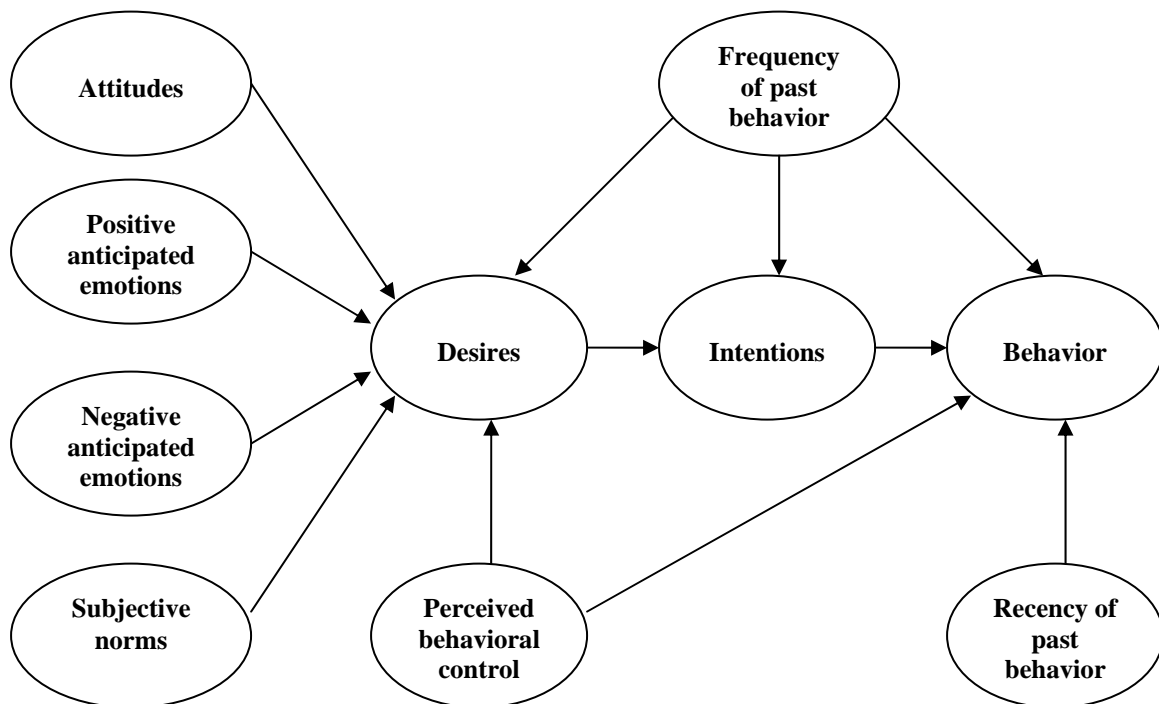 Attitudes
Frequency
of past
behavior
Positive
anticipated
emotions
Desires
Intentions
Behavior
Negative
anticipated
emotions
Subjective
norms
Perceived
behavioral
control
Recency of
past
behavior